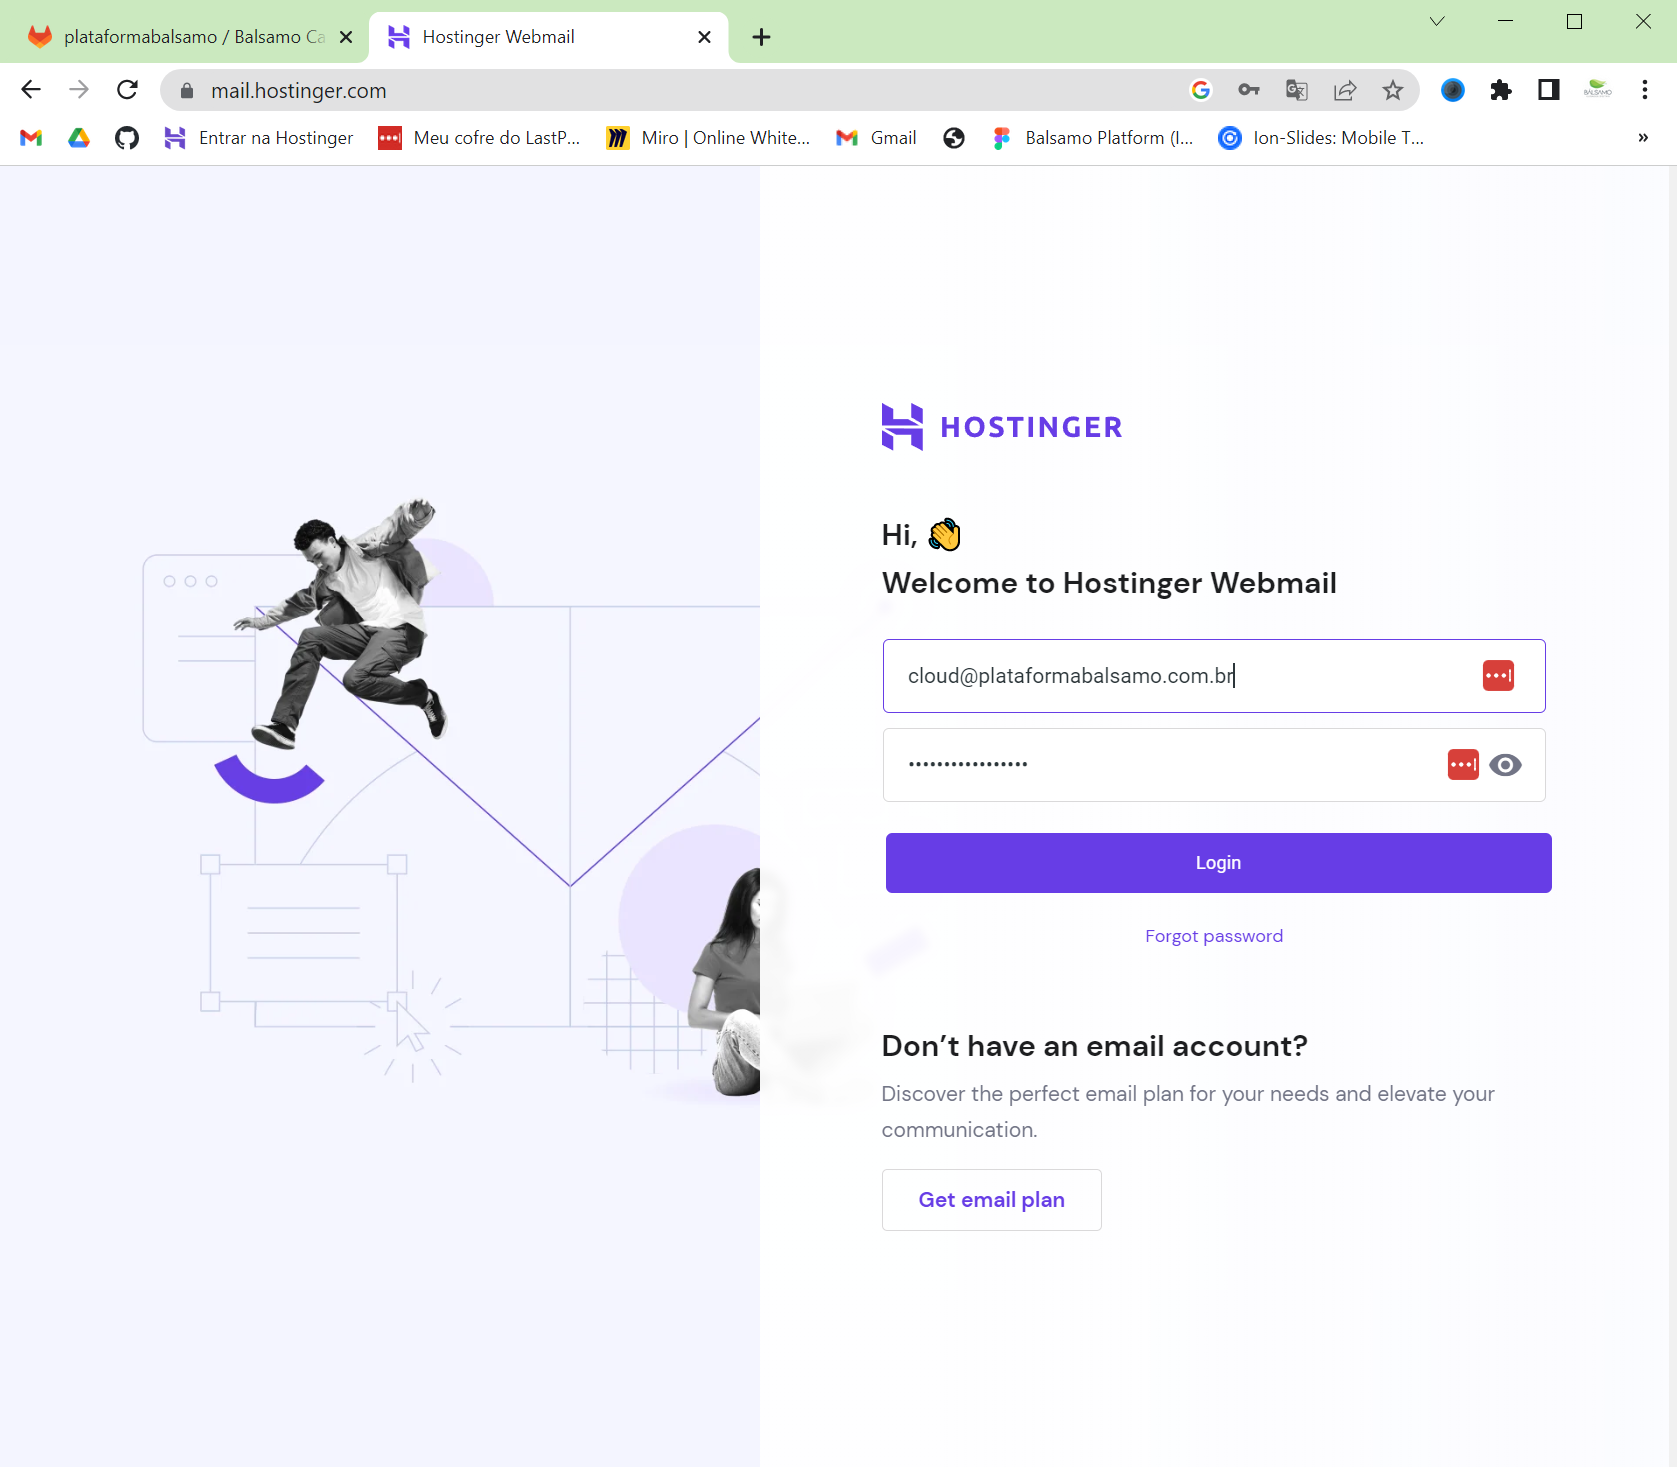 plataformabalsamo / Balsamo Ca
Hostinger Webmail
mail.hostinger.com
Entrar na Hostinger
Meu cofre do LastP...
Miro | Online White...
Gmail
Balsamo Platform (I...
Ion-Slides: Mobile T...
»
HOSTINGER
Hi, 👋
Welcome to Hostinger Webmail
cloud@plataformabalsamo.com.br
•••••••••••••••••
Login
Forgot password
Don’t have an email account?
Discover the perfect email plan for your needs and elevate your
communication.
Get email plan